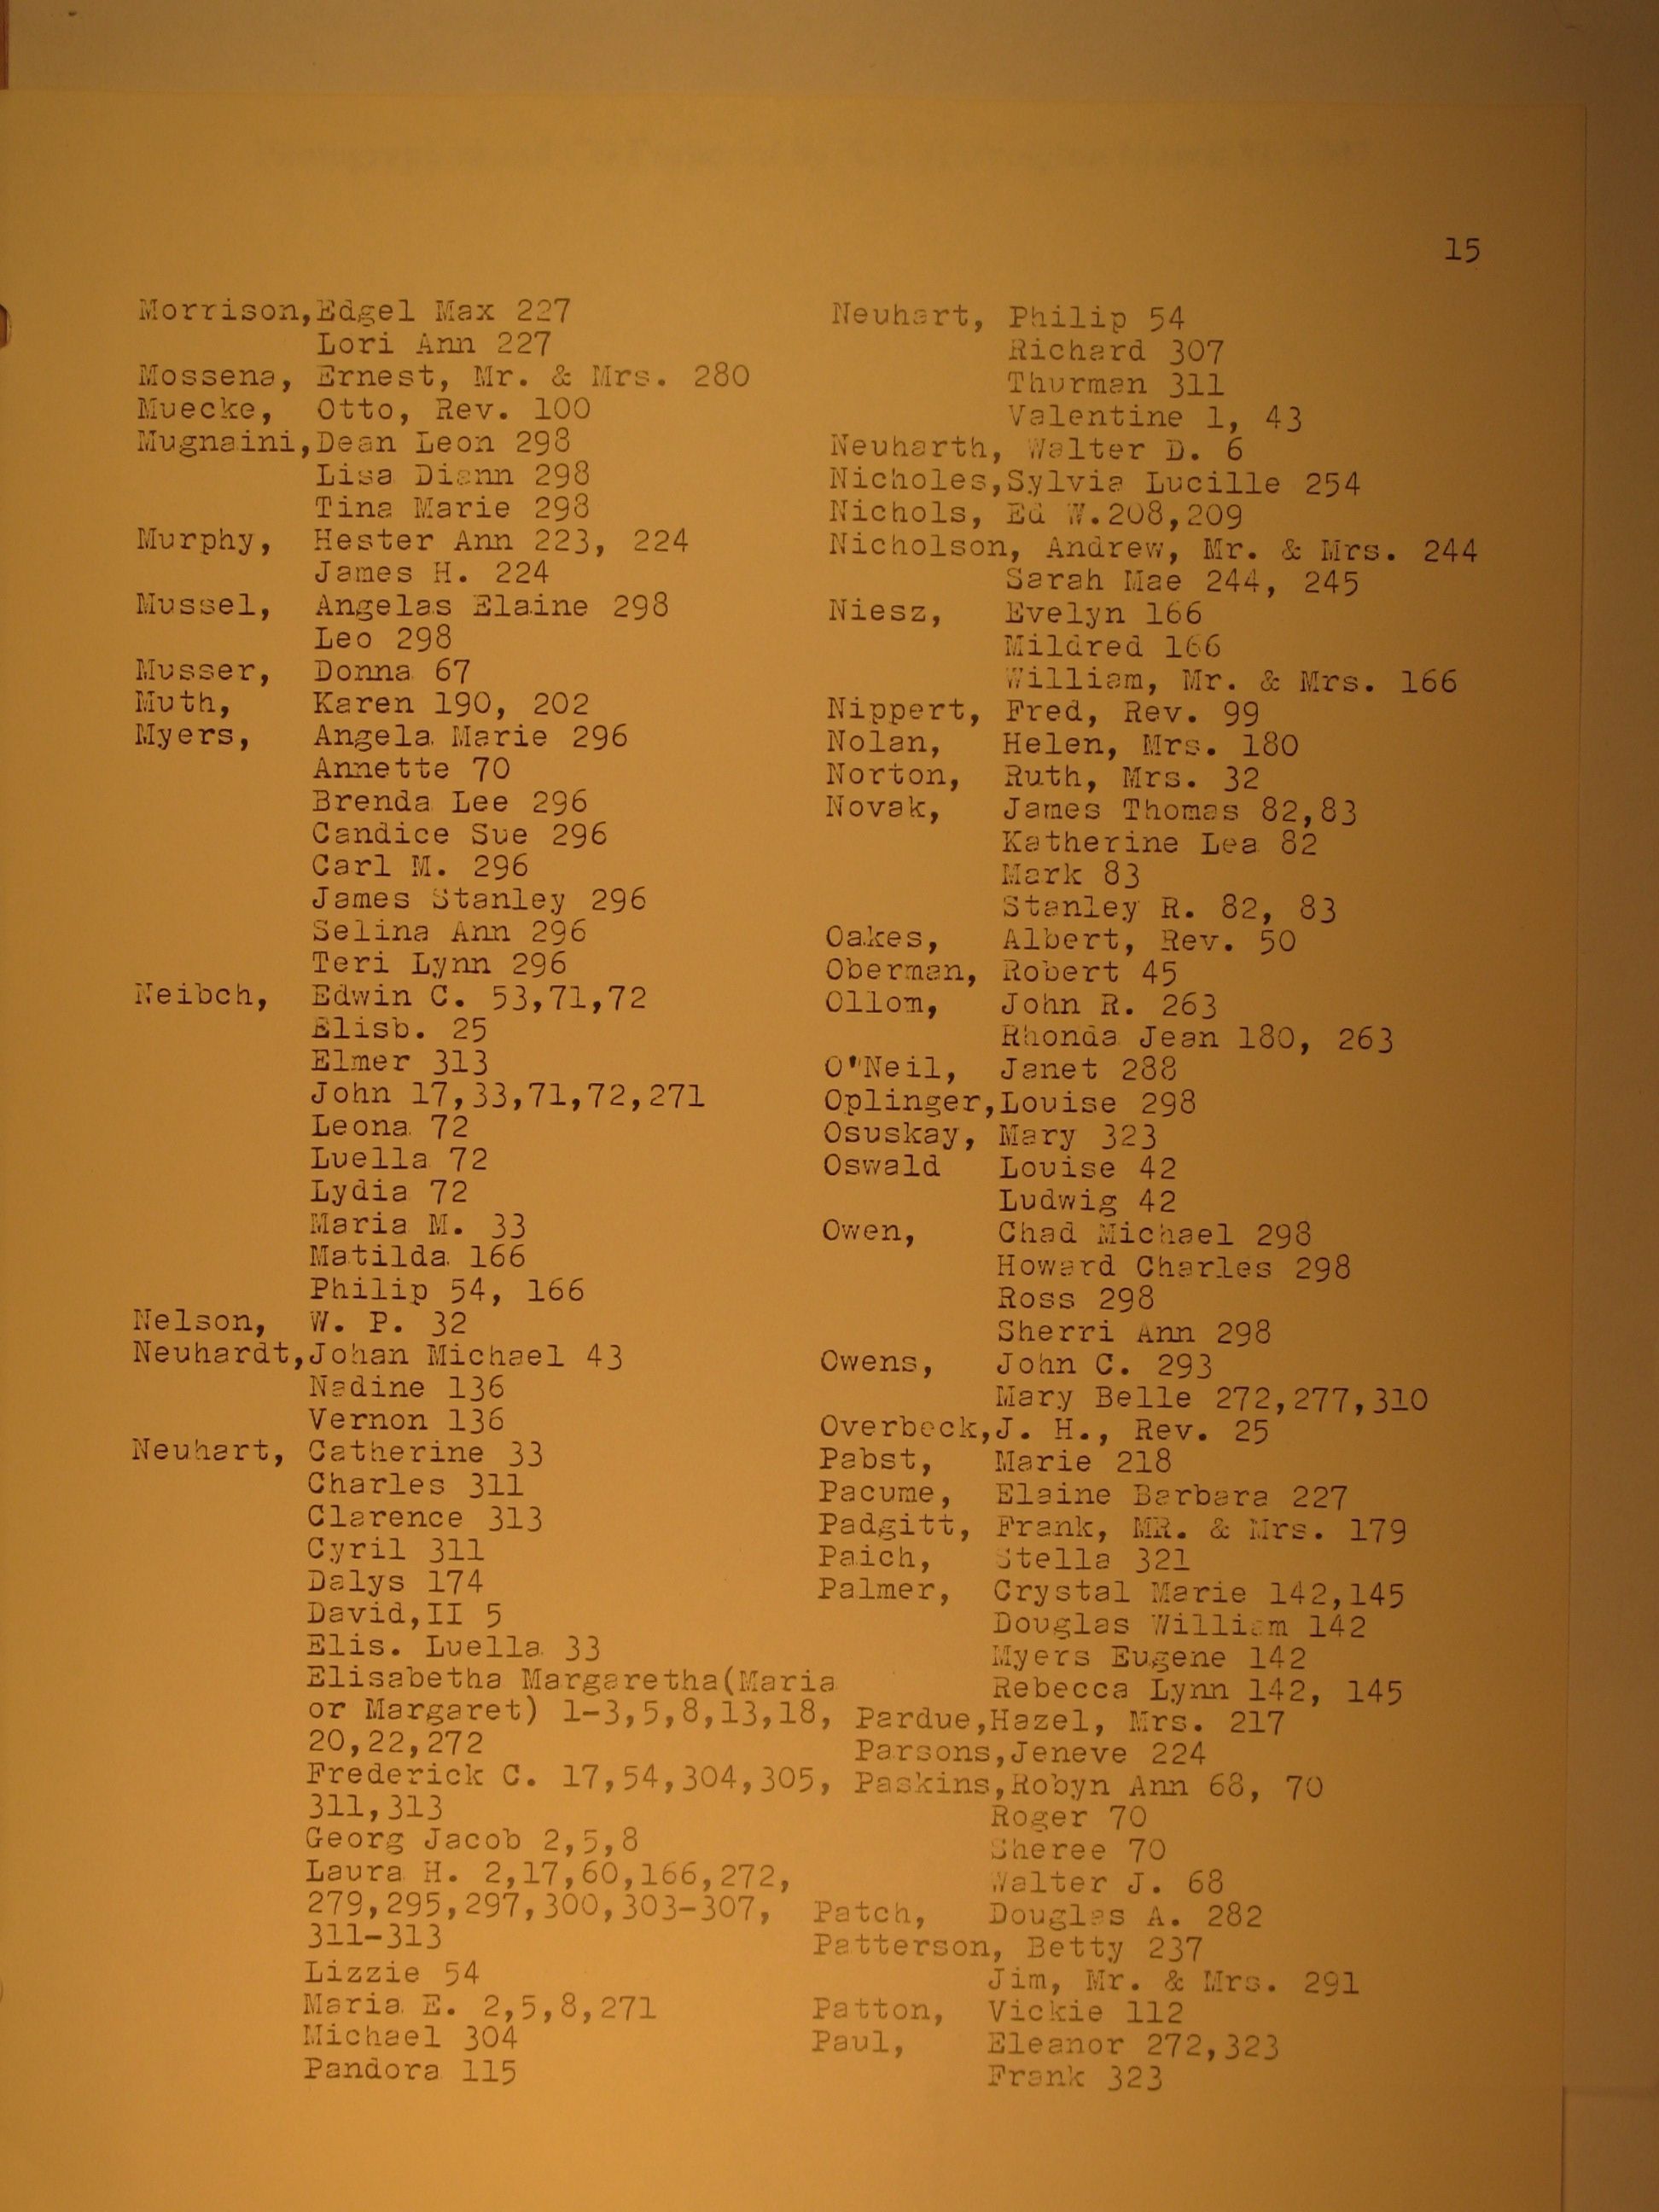 15
Morrison,Edgel Max 227
Lori Ann 227
Mossena, Ernest, Mr. & Mrs. 280
Muecke, Otto, Rev. 100
Mugnaini,Dean Leon 298
Lisa Diann 298
Tina Marie 298
Murphy, Hester Ann 223, 224
James H. 224
Mussel, Angelas Elaine 298
Leo 298
Musser, Donna 67
Muth, Karen 190, 202
Myers, Angela Marie 296
Annette 70
Brenda Lee 296
Candice Sue 296
Carl M. 296
James Stanley 296
Selina Ann 296
Teri Lynn 296
Neibch, Edwin C. 53,71,72
Elisb. 25
Elmer 313
John 17,33,71,72,271
Leona 72
Luella 72
Lydia 72
Maria M. 33
Matilda 166
Philip 54, 166
Nelson, W. P. 32
Neuhardt,Johan Michael 43
Nadine 136
Vernon 136
Neuhart, Catherine 33
Charles 311
Clarence 313
Cyril 311
Dalys 174
David,II 5
Elis. Luella 33
Elisabetha Margaretha(Maria
or Margaret) 1-3,5,8,13,18,
20,22,272
Frederick C. 17,54,304,305,
311,313
Georg Jacob 2,5,8
Laura H. 2,17,60,166,272,
279,295,297,300,303-307,
311-313
Lizzie 54
Maria E. 2,5,8,271
Michael 304
Pandora 115
Neuhart, Philip 54
Richard 307
Thurman 311
Valentine 1, 43
Neuharth, Walter D. 6
Nicholes,Sylvia Lucille 254
Nichols, Ed W.208,209
Nicholson, Andrew, Mr. & Mrs. 244
Sarah Mae 244, 245
Niesz, Evelyn 166
Mildred 166
William, Mr. & Mrs. 166
Nippert, Fred, Rev. 99
Nolan, Helen, Mrs. 180
Norton, Ruth, Mrs. 32
Novak, James Thomas 82,83
Katherine Lea 82
Mark 83
Stanley R. 82, 83
Oakes, Albert, Rev. 50
Oberman, Robert 45
Ollom, John R. 263
Rhonda Jean 180, 263
O'Neil, Janet 288
Oplinger,Louise 298
Osuskay, Mary 323
Oswald Louise 42
Ludwig 42
Owen, Chad Michael 298
Howard Charles 298
Ross 298
Sherri Ann 298
Owens, John C. 293
Mary Belle 272,277,310
Overbeck,J. H., Rev. 25
Pabst, Marie 218
Pacume, Elaine Barbara 227
Padgitt, Frank, MR. & Mrs. 179
Paich, Stella 321
Palmer, Crystal Marie 142,145
Douglas William 142
Myers Eugene 142
Rebecca Lynn 142, 145
Pardue,Hazel, Mrs. 217
Parsons,Jeneve 224
Paskins,Robyn Ann 68, 70
Roger 70
Sheree 70
Walter J. 68
Patch, Douglas A. 282
Patterson, Betty 237
Jim, Mr. & Mrs. 291
Patton, Vickie 112
Paul, Eleanor 272,323
Frank 323